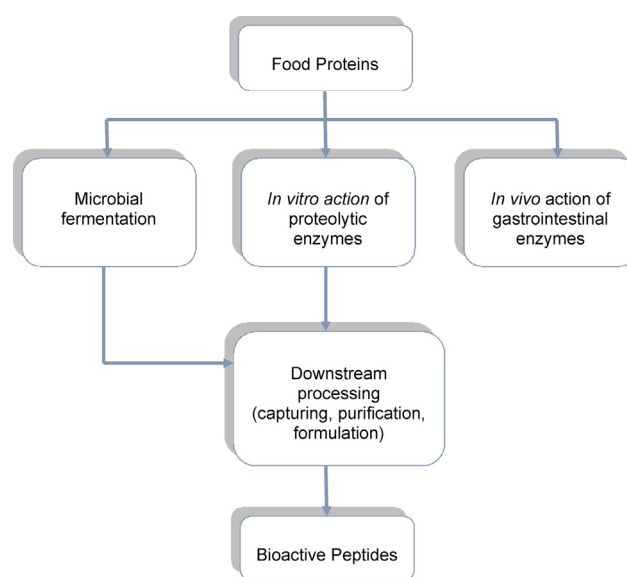 Food Proteins
Microbial
fermentation
In vitro action of
proteolytic
enzymes
In vivo action of
gastrointestinal
enzymes
Downstream
processing
(capturing, purification,
formulation)
Bioactive Peptides